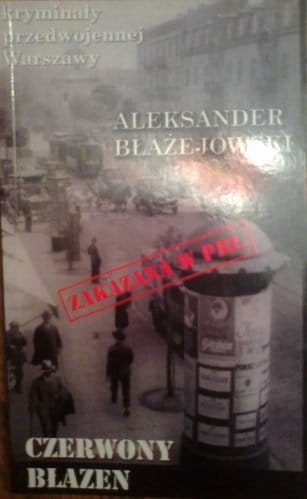 kryminały
przedwojennej
Warszawy
ALEKSANDER
BŁAŻEJOWSKI
ZAKAZANA W PRL
CZERWONY
BŁAZEN